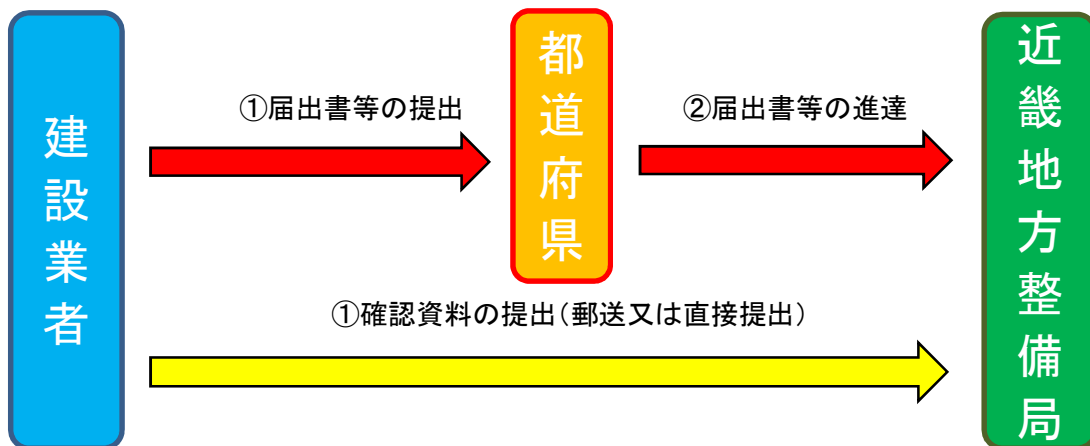 建設業者
①届出書等の提出
都道府県
②届出書等の進達
近畿地方整備局
①確認資料の提出(郵送又は直接提出)